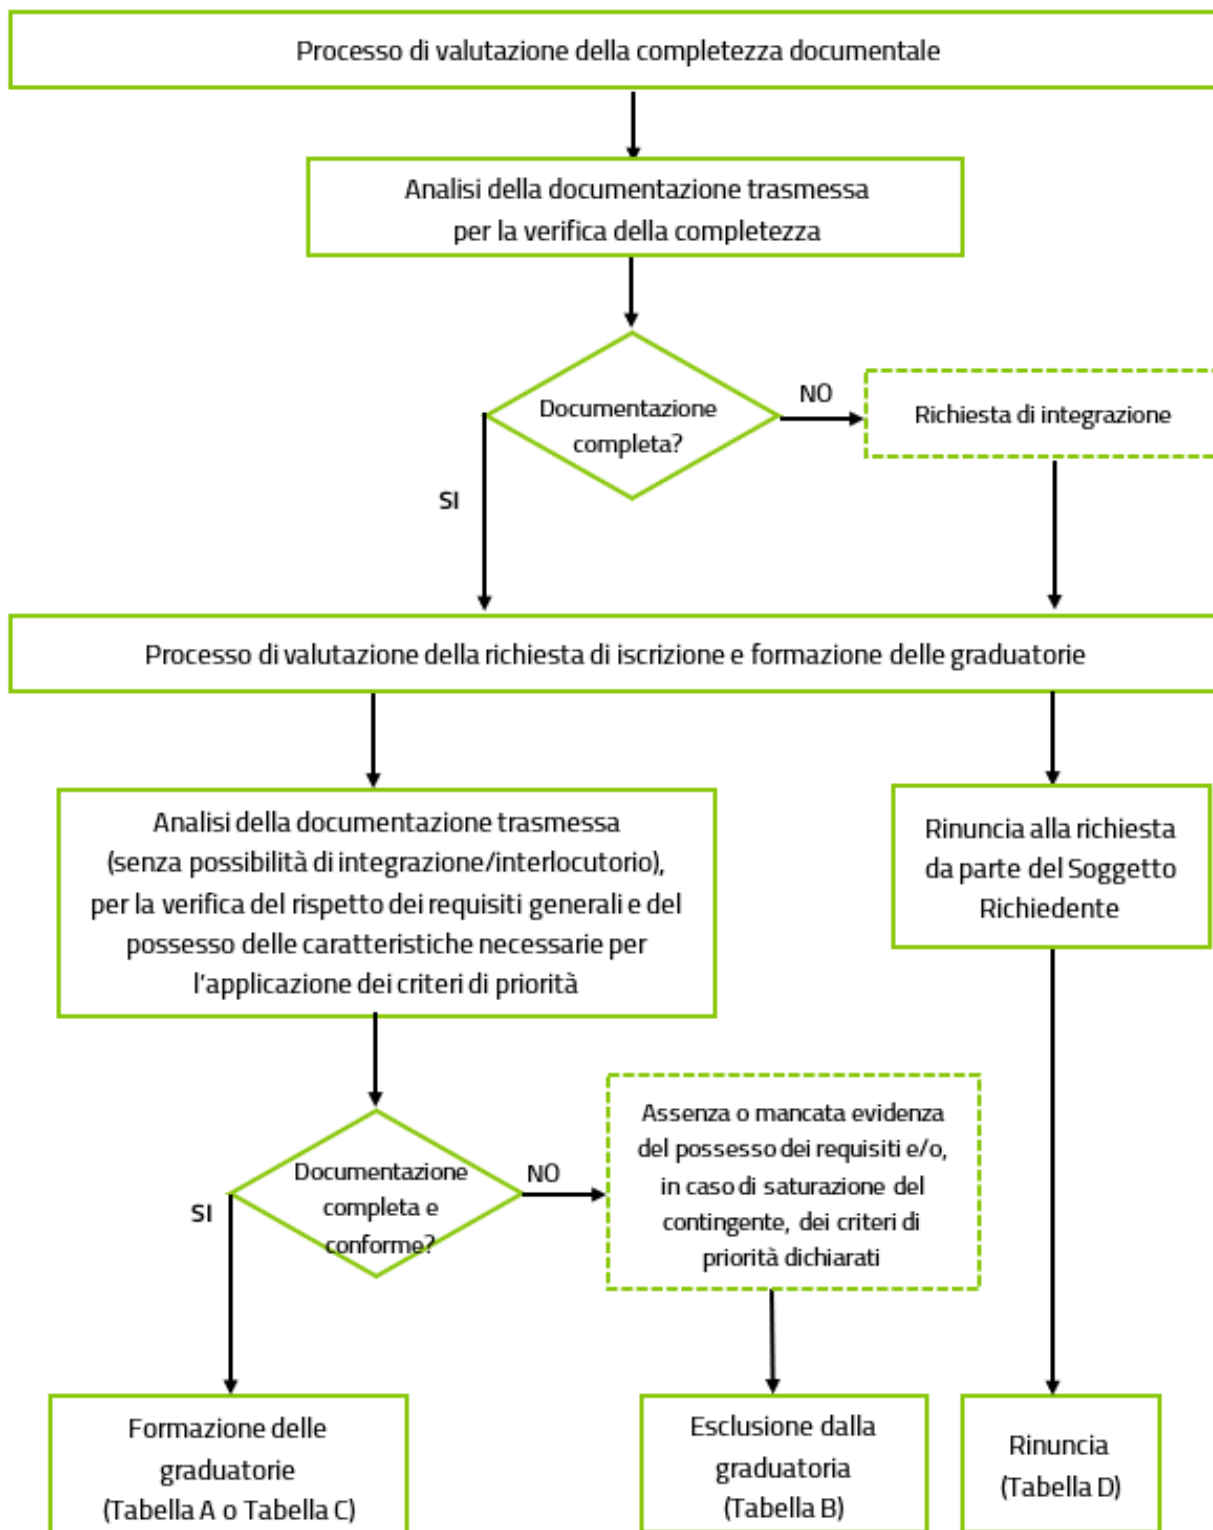 Processo di valutazione della completezza documentale
Analisi della documentazione trasmessa
per la verifica della completezza
Documentazione
completa?
NO
Richiesta di integrazione
SI
Processo di valutazione della richiesta di iscrizione e formazione delle graduatorie
Analisi della documentazione trasmessa
(senza possibilità di integrazione/interlocutorio),
per la verifica del rispetto dei requisiti generali e del
possesso delle caratteristiche necessarie per
l'applicazione dei criteri di priorità
Rinuncia alla richiesta
da parte del Soggetto
Richiedente
Documentazione
completa e
conforme?
SI
NO
Assenza o mancata evidenza
del possesso dei requisiti e/o,
in caso di saturazione del
contingente, dei criteri di
priorità dichiarati
Formazione delle
graduatorie
(Tabella A o Tabella C)
Esclusione dalla
graduatoria
(Tabella B)
Rinuncia
(Tabella D)